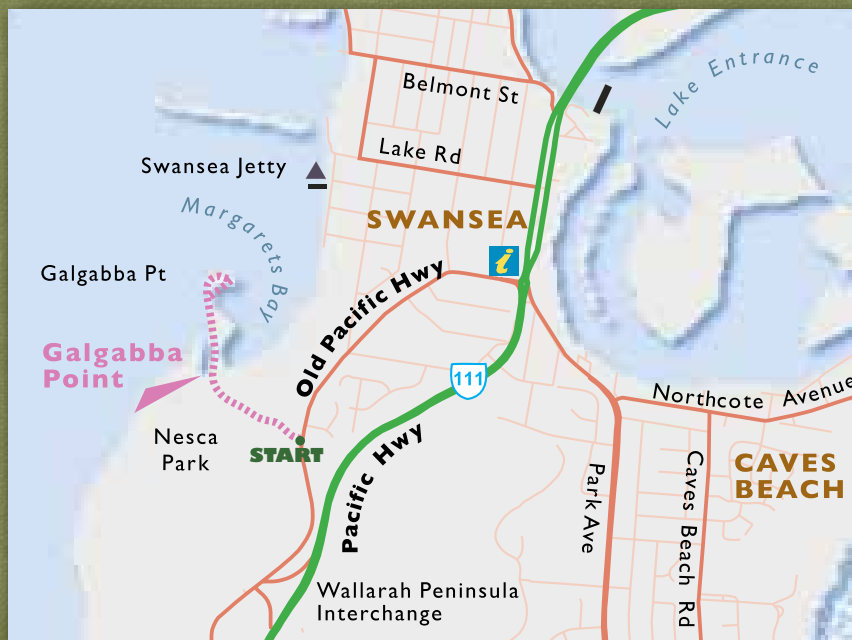 Belmont St
Lake Entrance
Lake Rd
Swansea Jetty
Margarets Bay
SWANSEA
i
Galgabba Pt
Old Pacific Hwy
Galgabba
Point
111
Northcote Avenue
Nesca
Park
START
Pacific Hwy
Park Ave
Caves Beach Rd
CAVES
BEACH
Wallarah Peninsula
Interchange